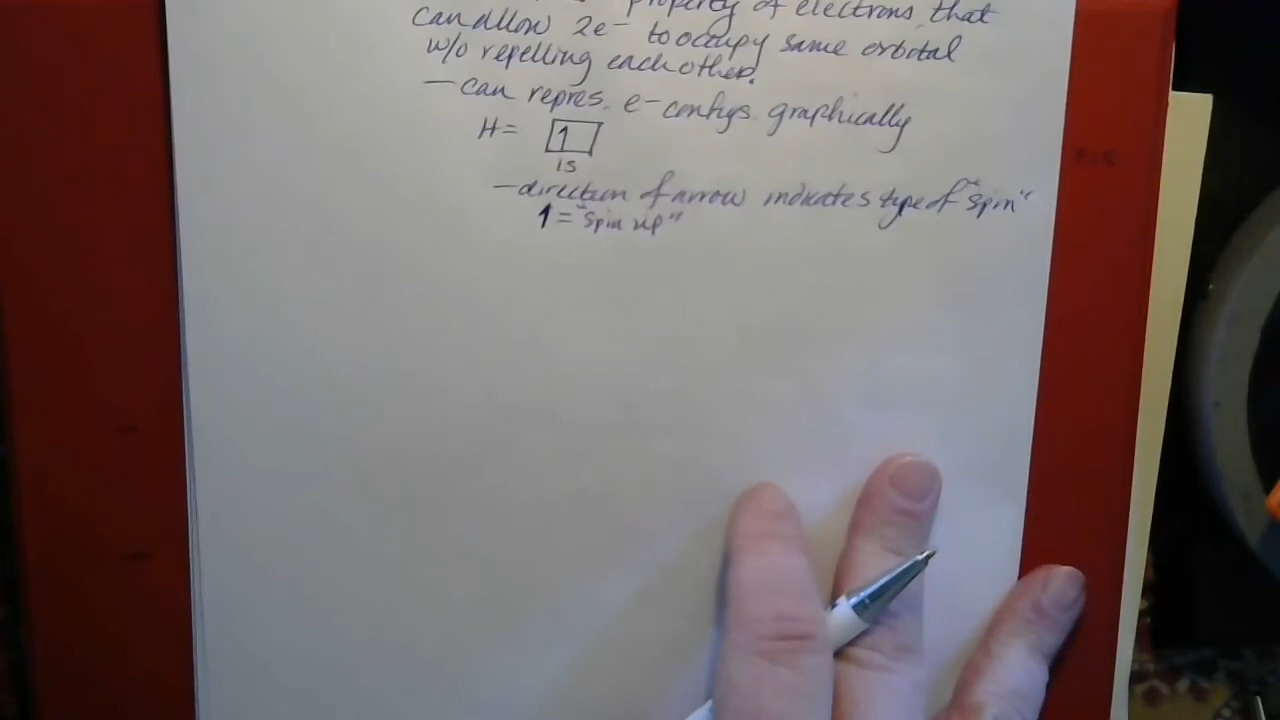 property of electrons that
can allow 2e- to occupy same orbital
w/o repelling each other.
- can repres. e- configs graphically
H= 1
1s
- direction of arrow indicates type of "spin"
1 = "spin up"